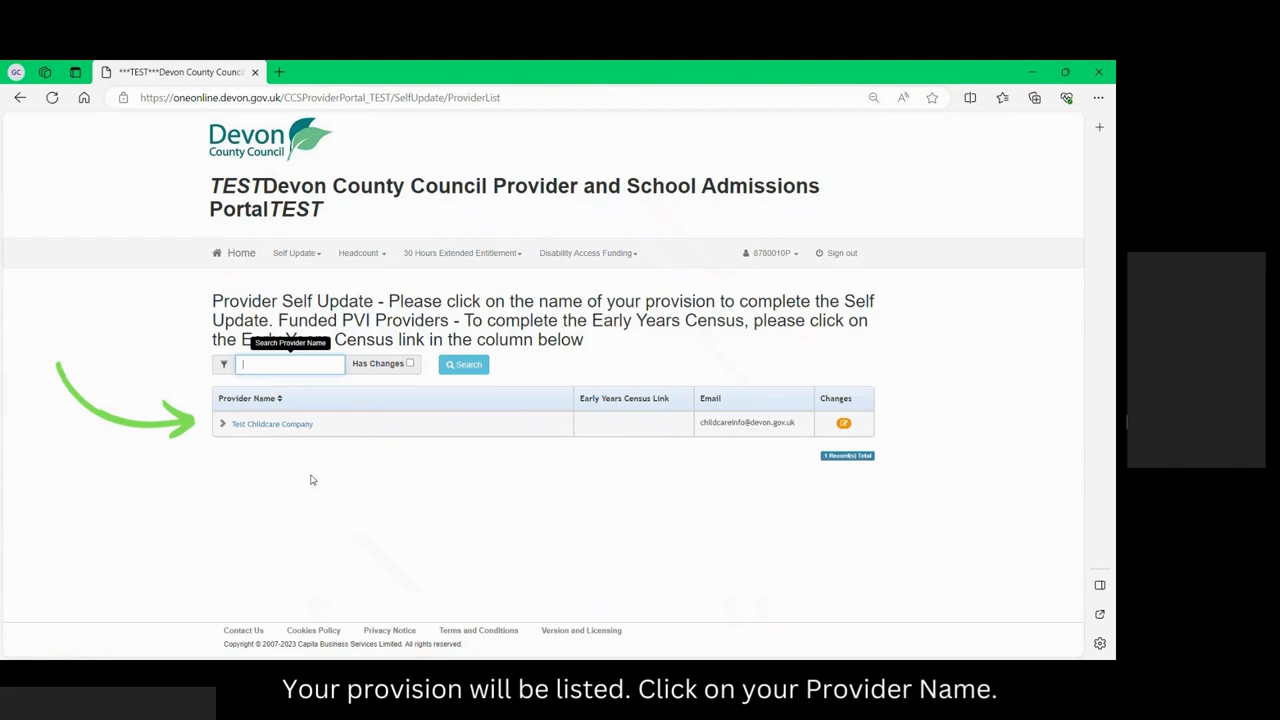 GC
***TEST***Devon County Counci
https://oneonline.devon.gov.uk/CCSProviderPortal_TEST/SelfUpdate/ProviderList
Devon
County Council
TESTDevon County Council Provider and School Admissions
PortalTEST
Home Self Update Headcount 30 Hours Extended Entitlement Disability Access Funding 8780010P Sign out
Provider Self Update - Please click on the name of your provision to complete the Self
Update. Funded PVI Providers - To complete the Early Years Census, please click on
the Early Years Census link in the column below
Search Provider Name
Has Changes Search
Provider Name Early Years Census Link Email Changes
Test Childcare Company childcareinfo@devon.gov.uk
1 Record(s) Total
Contact Us Cookies Policy Privacy Notice Terms and Conditions Version and Licensing
Copyright © 2007-2023 Capita Business Services Limited. All rights reserved.
Your provision will be listed. Click on your Provider Name.